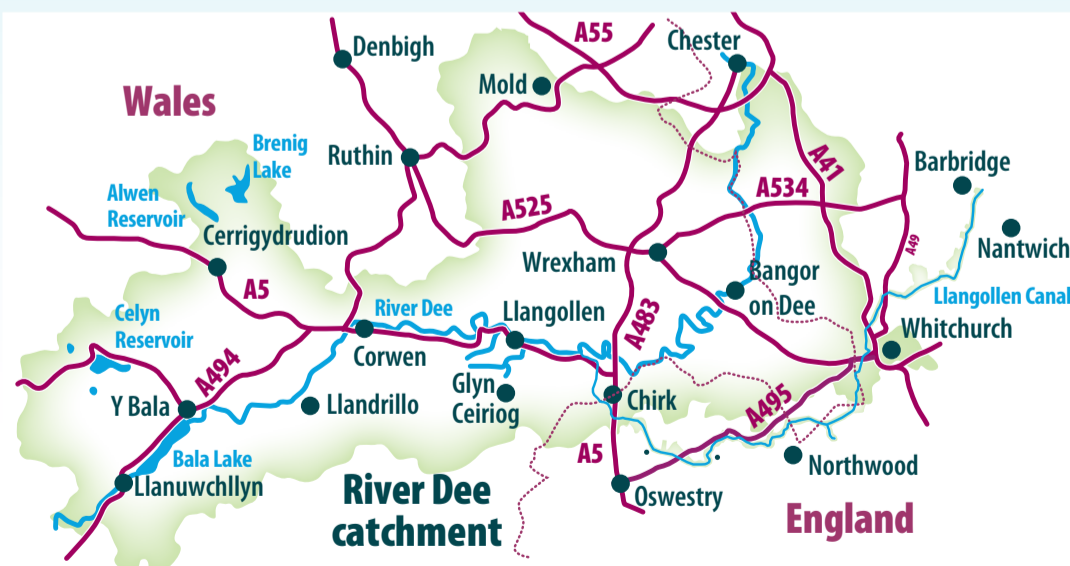 A55
Chester
Denbigh
Mold
Wales
Brenig
Lake
Ruthin
A41
Barbridge
Alwen
Reservoir
A534
A525
Cerrigydrudion
Nantwich
A49
Wrexham
Bangor
on Dee
A5
Llangollen Canal
Celyn
Reservoir
River Dee
Llangollen
A483
Whitchurch
Corwen
A494
Glyn
Ceiriog
Y Bala
Llandrillo
Chirk
A495
Bala Lake
A5
Northwood
Llanuwchllyn
River Dee
catchment
Oswestry
England